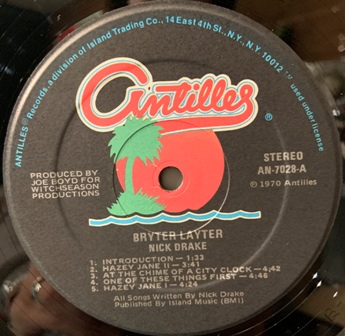 ANTILLES® Records, a division of Island Trading Co., 14 East 4th St., N.Y., N.Y. 10012 used under license
antilles®
PRODUCED BY
JOE BOYD FOR
WITCHSEASON
PRODUCTIONS
STEREO
AN-7028-A
℗ 1970 Antilles
BRYTER LAYTER
NICK DRAKE
1. INTRODUCTION — 1:33
2. HAZEY JANE II — 3:41
3. AT THE CHIME OF A CITY CLOCK — 4:42
4. ONE OF THESE THINGS FIRST — 4:46
5. HAZEY JANE I — 4:24
All Songs Written By Nick Drake
Published By Island Music (BMI)